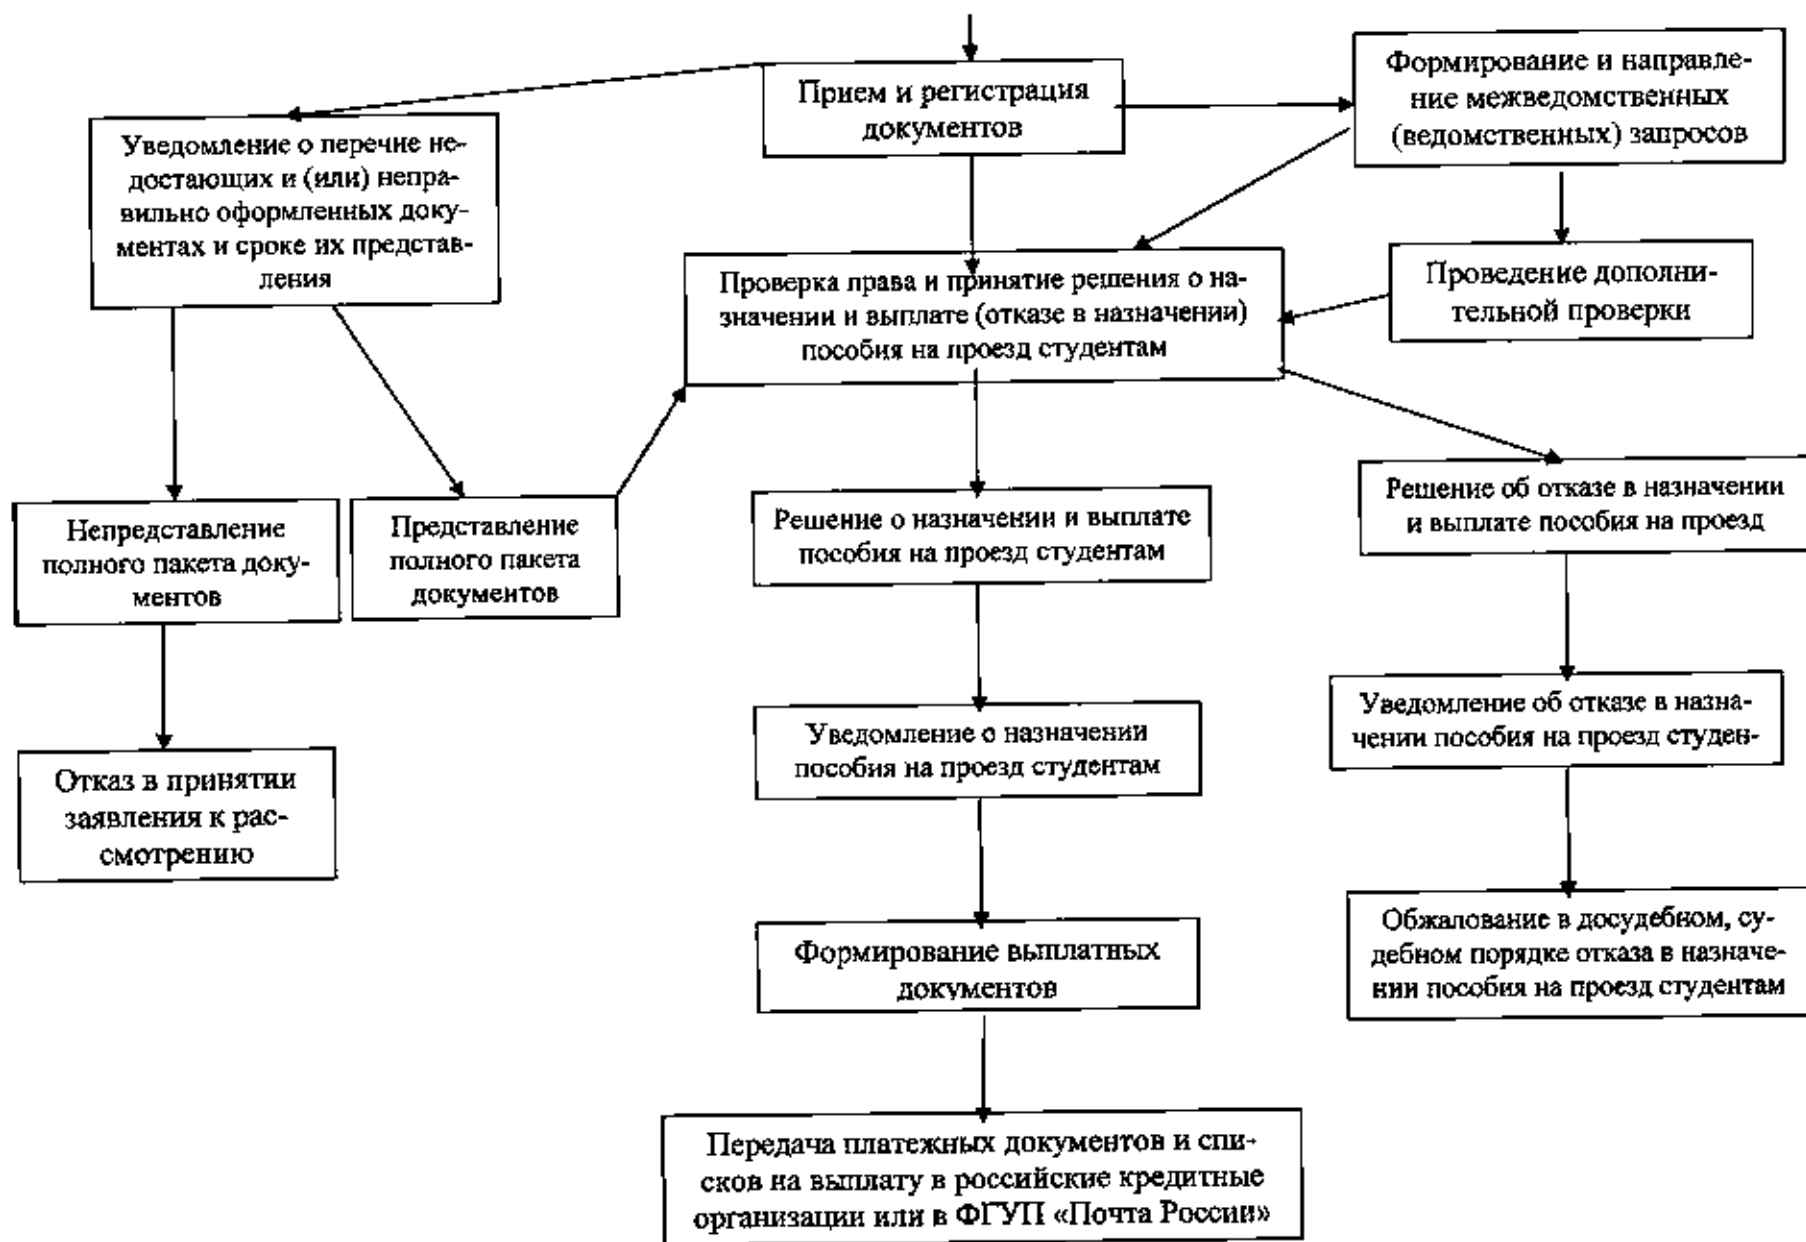 Прием и регистрация
документов
Формирование и направле-
ние межведомственных
(ведомственных) запросов
Уведомление о перечне не-
достающих и (или) непра-
вильно оформленных доку-
ментах и сроке их представ-
ления
Проверка права и принятие решения о на-
значении и выплате (отказе в назначении)
пособия на проезд студентам
Проведение дополни-
тельной проверки
Непредставление
полного пакета доку-
ментов
Представление
полного пакета
документов
Решение о назначении и выплате
пособия на проезд студентам
Решение об отказе в назначении
и выплате пособия на проезд
Уведомление о назначении
пособия на проезд студентам
Уведомление об отказе в назна-
чении пособия на проезд студен-
Отказ в принятии
заявления к рас-
смотрению
Формирование выплатных
документов
Обжалование в досудебном, су-
дебном порядке отказа в назначе-
нии пособия на проезд студентам
Передача платежных документов и спи-
сков на выплату в российские кредитные
организации или в ФГУП «Почта России»